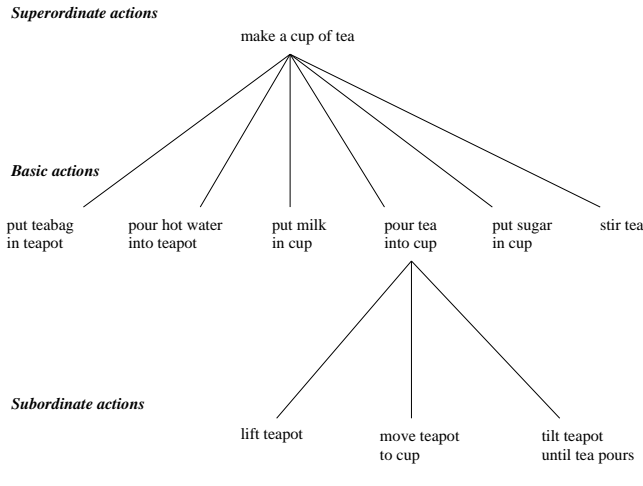 Superordinate actions
make a cup of tea
Basic actions
put teabag
in teapot
pour hot water
into teapot
put milk
in cup
pour tea
into cup
put sugar
in cup
stir tea
Subordinate actions
lift teapot
move teapot
to cup
tilt teapot
until tea pours